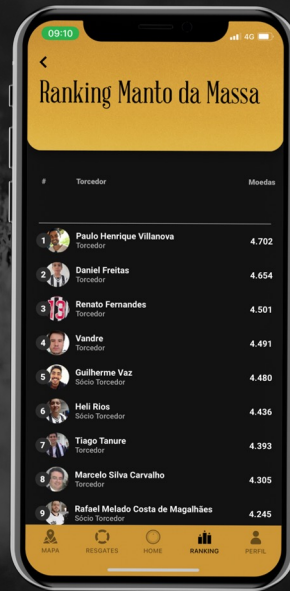 09:10
4G
Ranking Manto da Massa
# Torcedor Moedas
1 Paulo Henrique Villanova 4.702
Torcedor
2 Daniel Freitas 4.654
Torcedor
3 Renato Fernandes 4.501
Torcedor
4 Vandre 4.491
Torcedor
5 Guilherme Vaz 4.480
Sócio Torcedor
6 Heli Rios 4.436
Sócio Torcedor
7 Tiago Tanure 4.393
Torcedor
8 Marcelo Silva Carvalho 4.305
Torcedor
9 Rafael Melado Costa de Magalhães 4.245
Sócio Torcedor
MAPA RESGATES HOME RANKING PERFIL